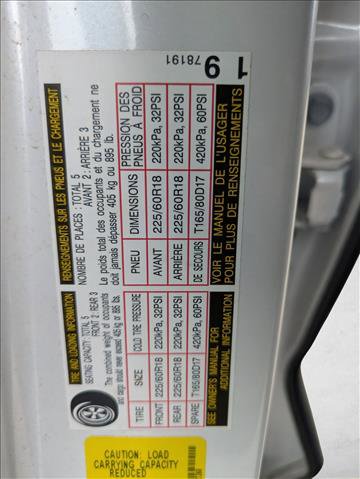 TIRE AND LOADING INFORMATION
SEATING CAPACITY: TOTAL 5 FRONT 2 : REAR 3
The combined weight of occupants
and cargo should never exceed 405 kg or 895 lbs.
TIRE SIZE COLD TIRE PRESSURE
FRONT 225/60R18 220kPa, 32PSI
REAR 225/60R18 220kPa, 32PSI
SPARE T165/80D17 420kPa, 60PSI
SEE OWNER'S MANUAL FOR
ADDITIONAL INFORMATION
RENSEIGNEMENTS SUR LES PNEUS ET LE CHARGEMENT
NOMBRE DE PLACES : TOTAL 5
AVANT 2 : ARRIÈRE 3
Le poids total des occupants et du chargement ne
doit jamais dépasser 405 kg ou 895 lb.
PNEU DIMENSIONS PRESSION DES PNEUS À FROID
AVANT 225/60R18 220kPa, 32PSI
ARRIÈRE 225/60R18 220kPa, 32PSI
DE SECOURS T165/80D17 420kPa, 60PSI
VOIR LE MANUEL DE L'USAGER
POUR PLUS DE RENSEIGNEMENTS
78191
1 9
CAUTION: LOAD
CARRYING CAPACITY
REDUCED